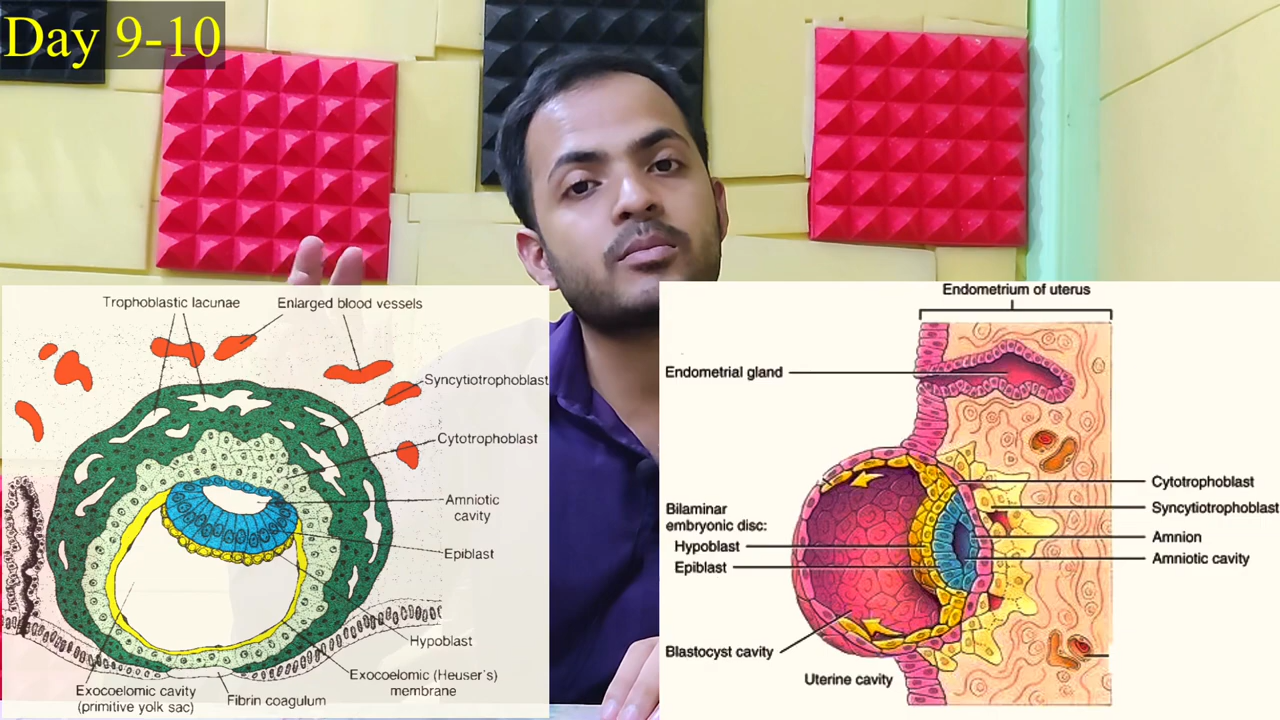 Day 9-10
Trophoblastic lacunae
Enlarged blood vessels
Syncytiotrophoblast
Cytotrophoblast
Amniotic
cavity
Epiblast
Hypoblast
Exocoelomic (Heuser's)
membrane
Fibrin coagulum
Exocoelomic cavity
(primitive yolk sac)
Endometrium of uterus
Endometrial gland
Cytotrophoblast
Syncytiotrophoblast
Amnion
Amniotic cavity
Bilaminar
embryonic disc:
Hypoblast
Epiblast
Blastocyst cavity
Uterine cavity